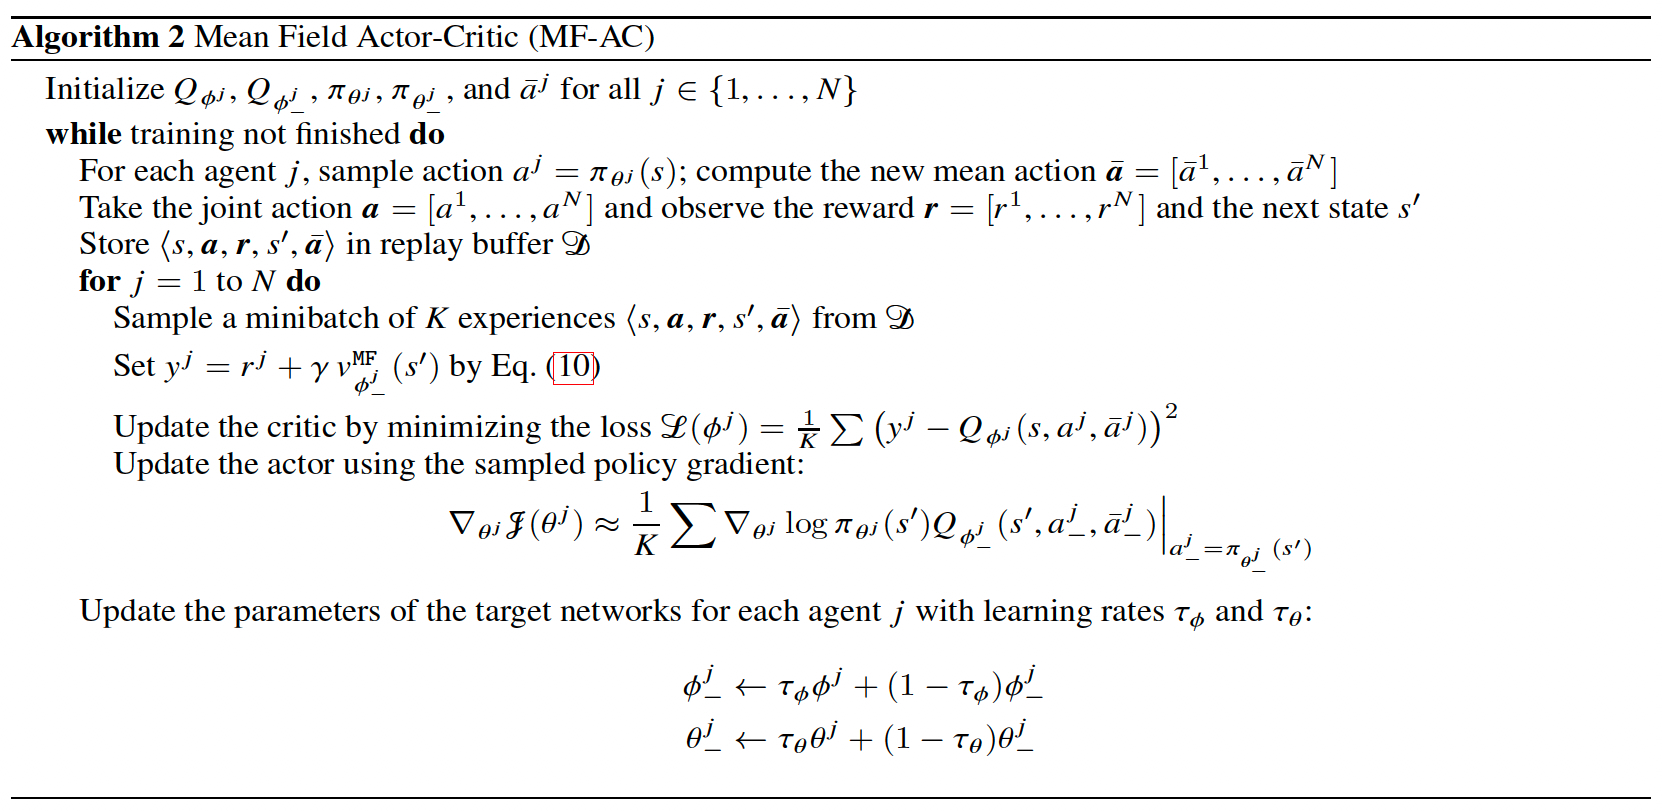 Algorithm 2 Mean Field Actor-Critic (MF-AC)
Initialize $Q_{\phi^j}, Q_{\phi_-^j}, \pi_{\theta^j}, \pi_{\theta_-^j}$, and $\bar{a}^j$ for all $j \in \{1, \ldots, N\}$
while training not finished do
For each agent $j$, sample action $a^j = \pi_{\theta^j}(s)$; compute the new mean action $\bar{\boldsymbol{a}} = [\bar{a}^1, \ldots, \bar{a}^N]$
Take the joint action $\boldsymbol{a} = [a^1, \ldots, a^N]$ and observe the reward $\boldsymbol{r} = [r^1, \ldots, r^N]$ and the next state $s'$
Store $\langle s, \boldsymbol{a}, \boldsymbol{r}, s', \bar{\boldsymbol{a}} \rangle$ in replay buffer $\mathcal{D}$
for $j = 1$ to $N$ do
Sample a minibatch of $K$ experiences $\langle s, \boldsymbol{a}, \boldsymbol{r}, s', \bar{\boldsymbol{a}} \rangle$ from $\mathcal{D}$
Set $y^j = r^j + \gamma \, v^{\mathtt{MF}}_{\phi_-^j}(s')$ by Eq. (10)
Update the critic by minimizing the loss $\mathcal{L}(\phi^j) = \frac{1}{K} \sum \left( y^j - Q_{\phi^j}(s, a^j, \bar{a}^j) \right)^2$
Update the actor using the sampled policy gradient:
$\nabla_{\theta^j} \mathcal{J}(\theta^j) \approx \frac{1}{K} \sum \nabla_{\theta^j} \log \pi_{\theta^j}(s') Q_{\phi_-^j}(s', a_-^j, \bar{a}_-^j) \Big|_{a_-^j = \pi_{\theta_-^j}(s')}$
Update the parameters of the target networks for each agent $j$ with learning rates $\tau_\phi$ and $\tau_\theta$:
$\phi_-^j \leftarrow \tau_\phi \phi^j + (1 - \tau_\phi) \phi_-^j$
$\theta_-^j \leftarrow \tau_\theta \theta^j + (1 - \tau_\theta) \theta_-^j$